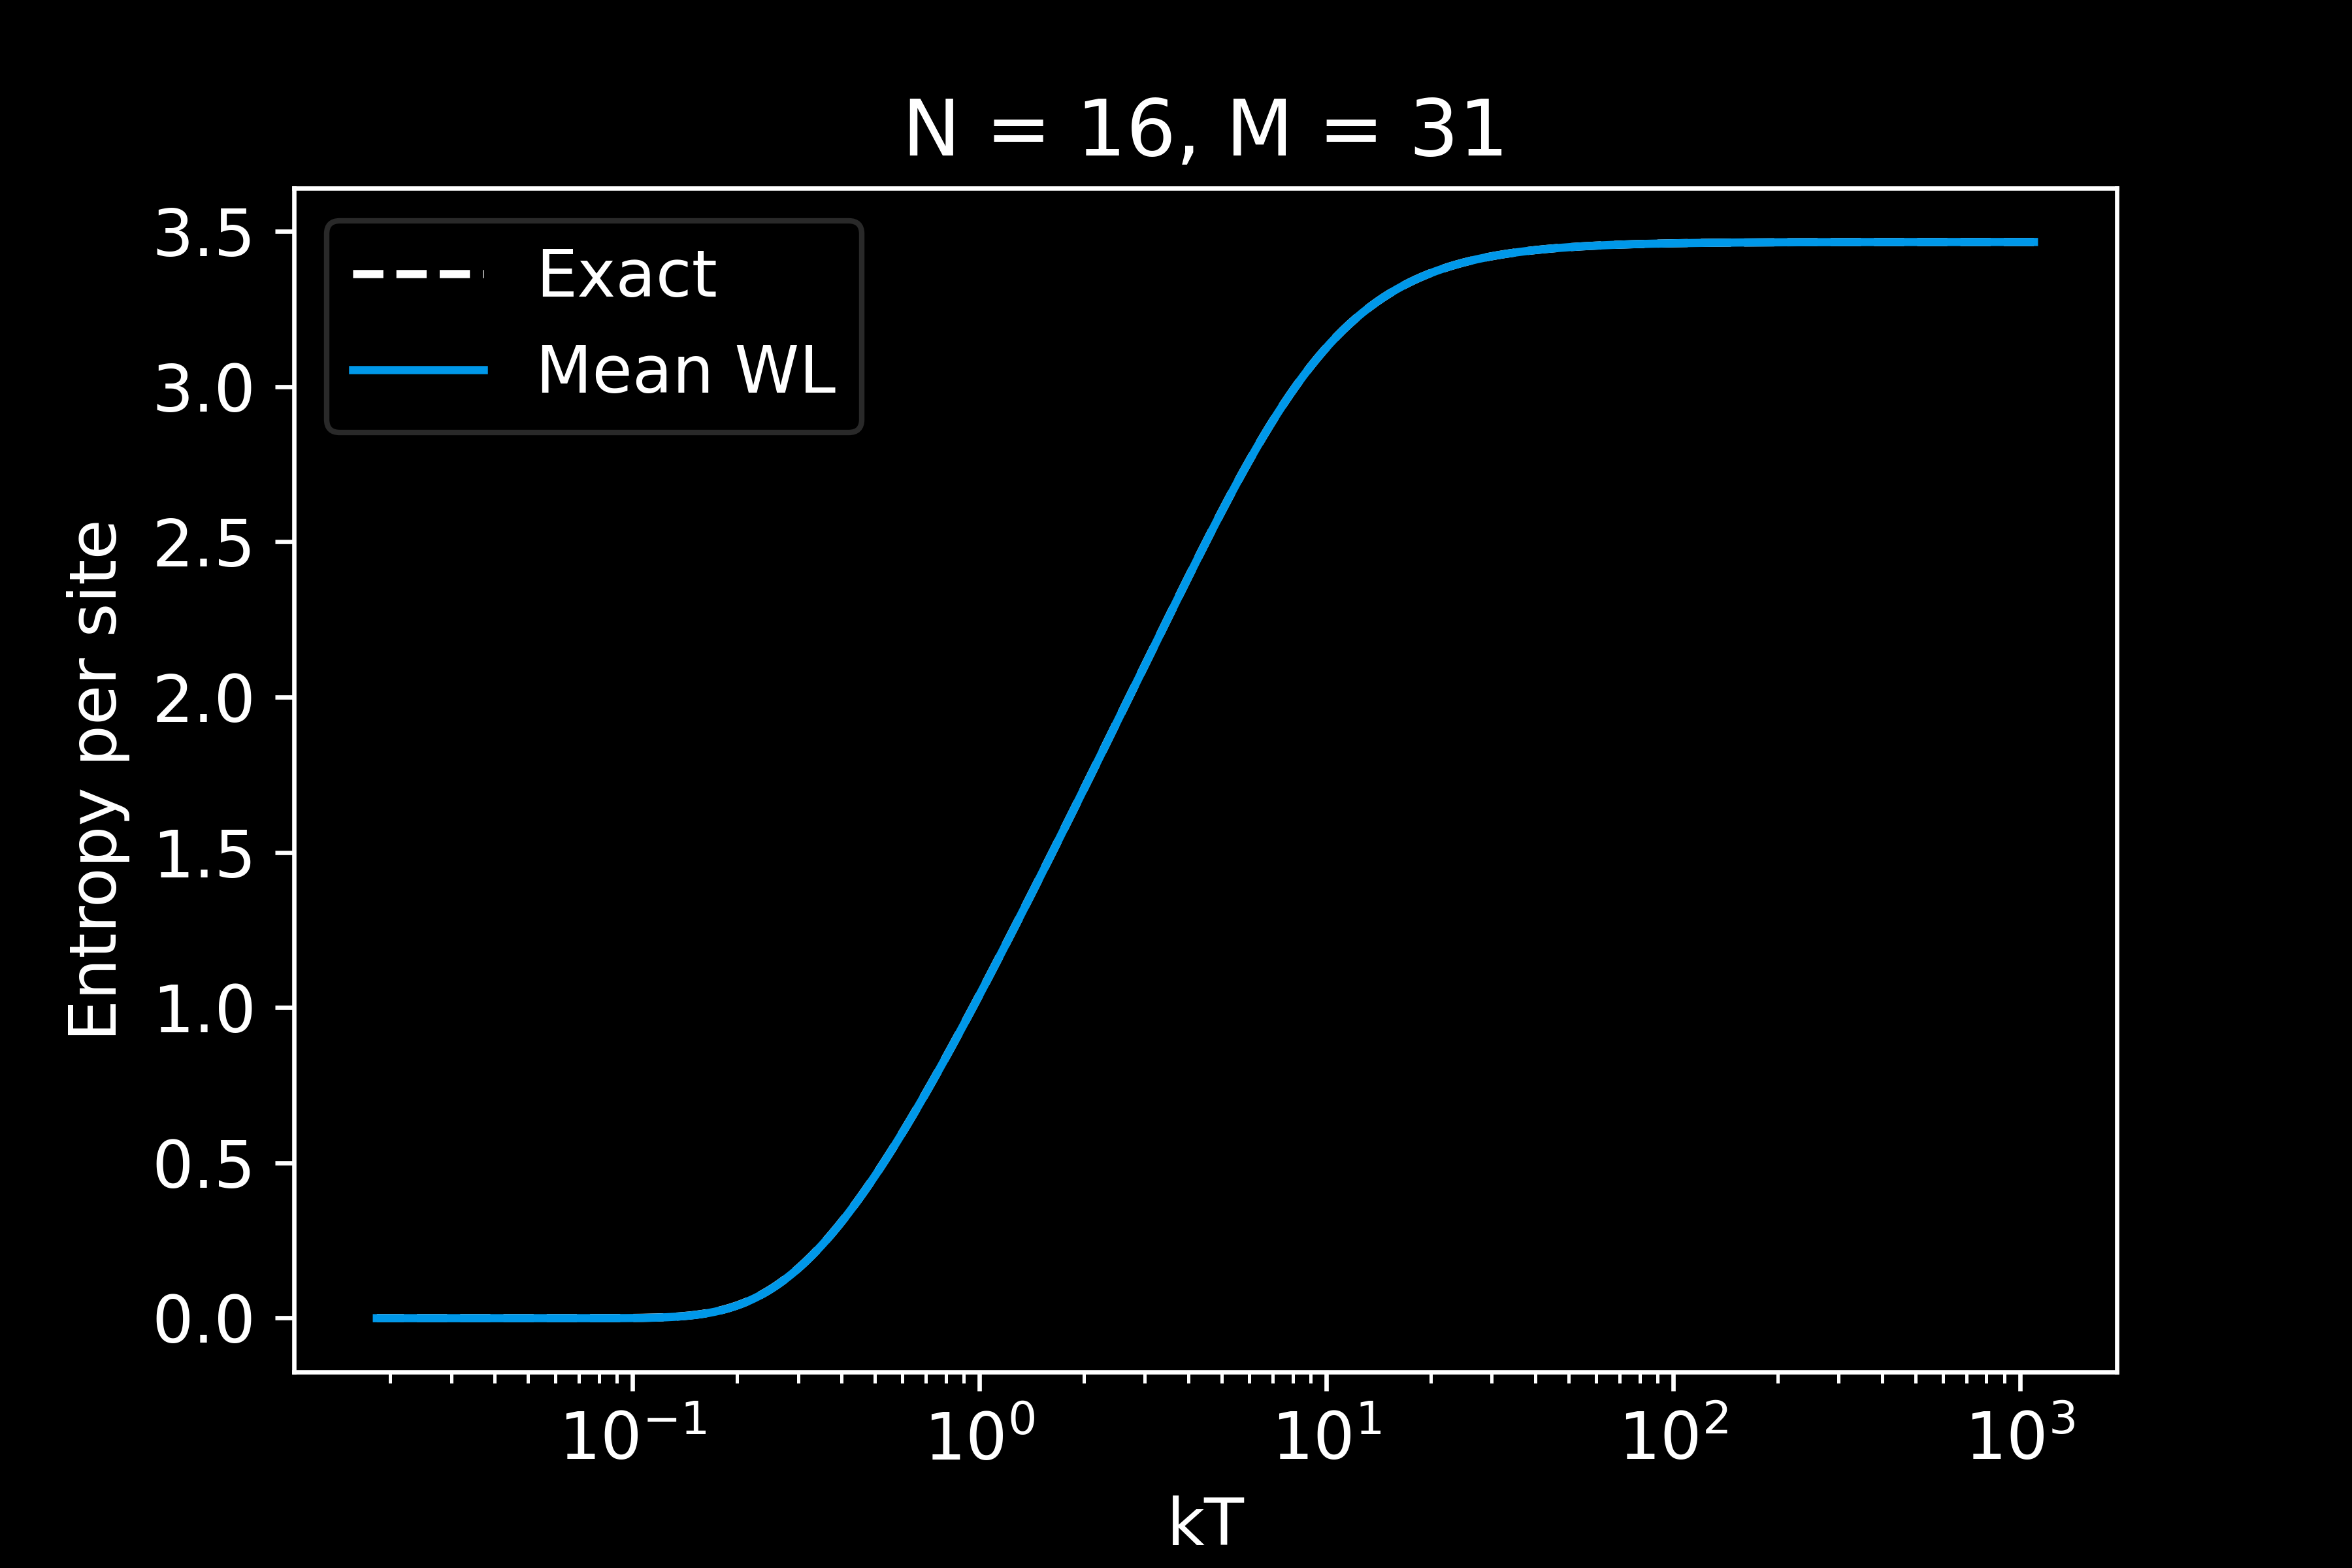 N = 16, M = 31
Exact
Mean WL
Entropy per site
3.5
3.0
2.5
2.0
1.5
1.0
0.5
0.0
10⁻¹ 10⁰ 10¹ 10² 10³
kT